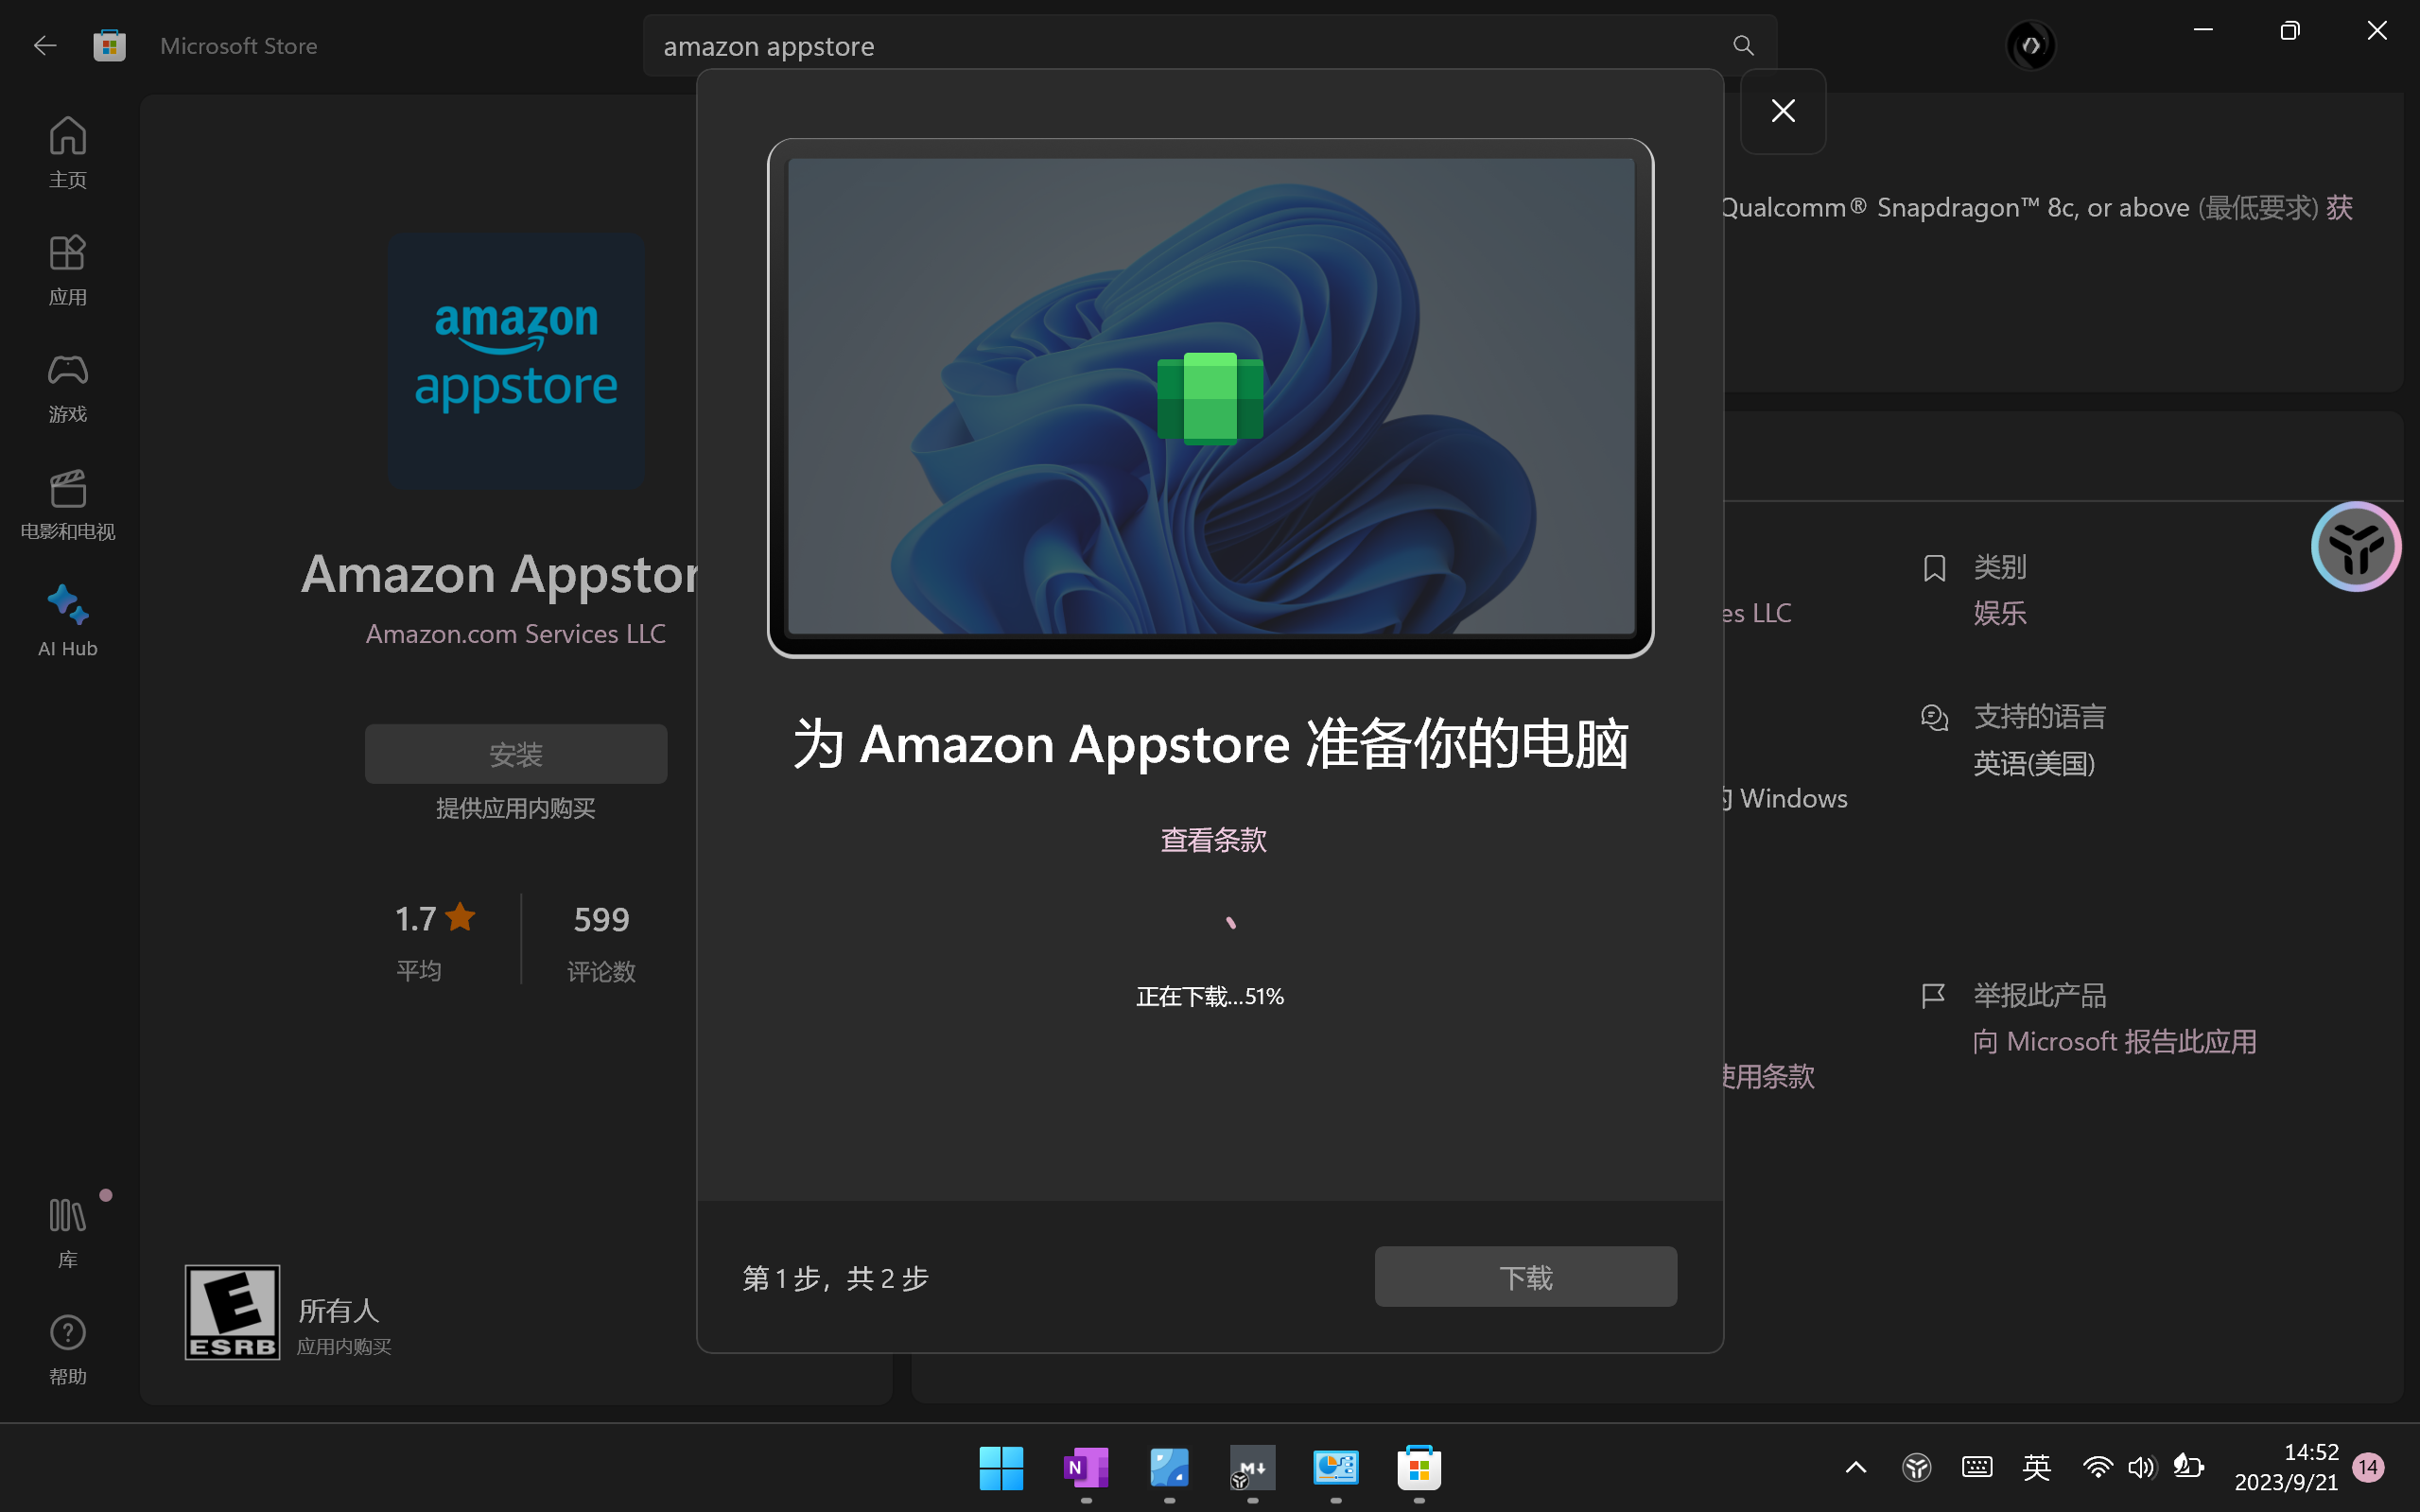 Microsoft Store
amazon appstore
主页
应用
游戏
电影和电视
AI Hub
库
帮助
amazon
appstore
Amazon Appstor
Amazon.com Services LLC
安装
提供应用内购买
1.7
平均
599
评论数
E
ESRB
所有人
应用内购买
为 Amazon Appstore 准备你的电脑
查看条款
正在下载...51%
第 1 步，共 2 步
下载
Qualcomm® Snapdragon™ 8c, or above (最低要求) 获
es LLC
Windows
使用条款
类别
娱乐
支持的语言
英语(美国)
举报此产品
向 Microsoft 报告此应用
N
M
英
14:52
2023/9/21
14